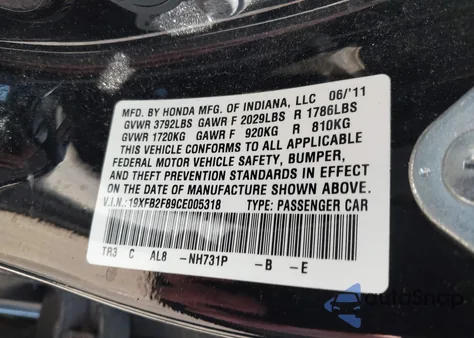 MFD. BY HONDA MFG. OF INDIANA, LLC 06/'11
GVWR 3792LBS GAWR F 2029LBS R 1786LBS
GVWR 1720KG GAWR F 920KG R 810KG
THIS VEHICLE CONFORMS TO ALL APPLICABLE
FEDERAL MOTOR VEHICLE SAFETY, BUMPER,
AND THEFT PREVENTION STANDARDS IN EFFECT
ON THE DATE OF MANUFACTURE SHOWN ABOVE.
V.I.N.: 19XFB2F89CE005318 TYPE: PASSENGER CAR
TR3 C AL8 -NH731P -B -E
autoSnap